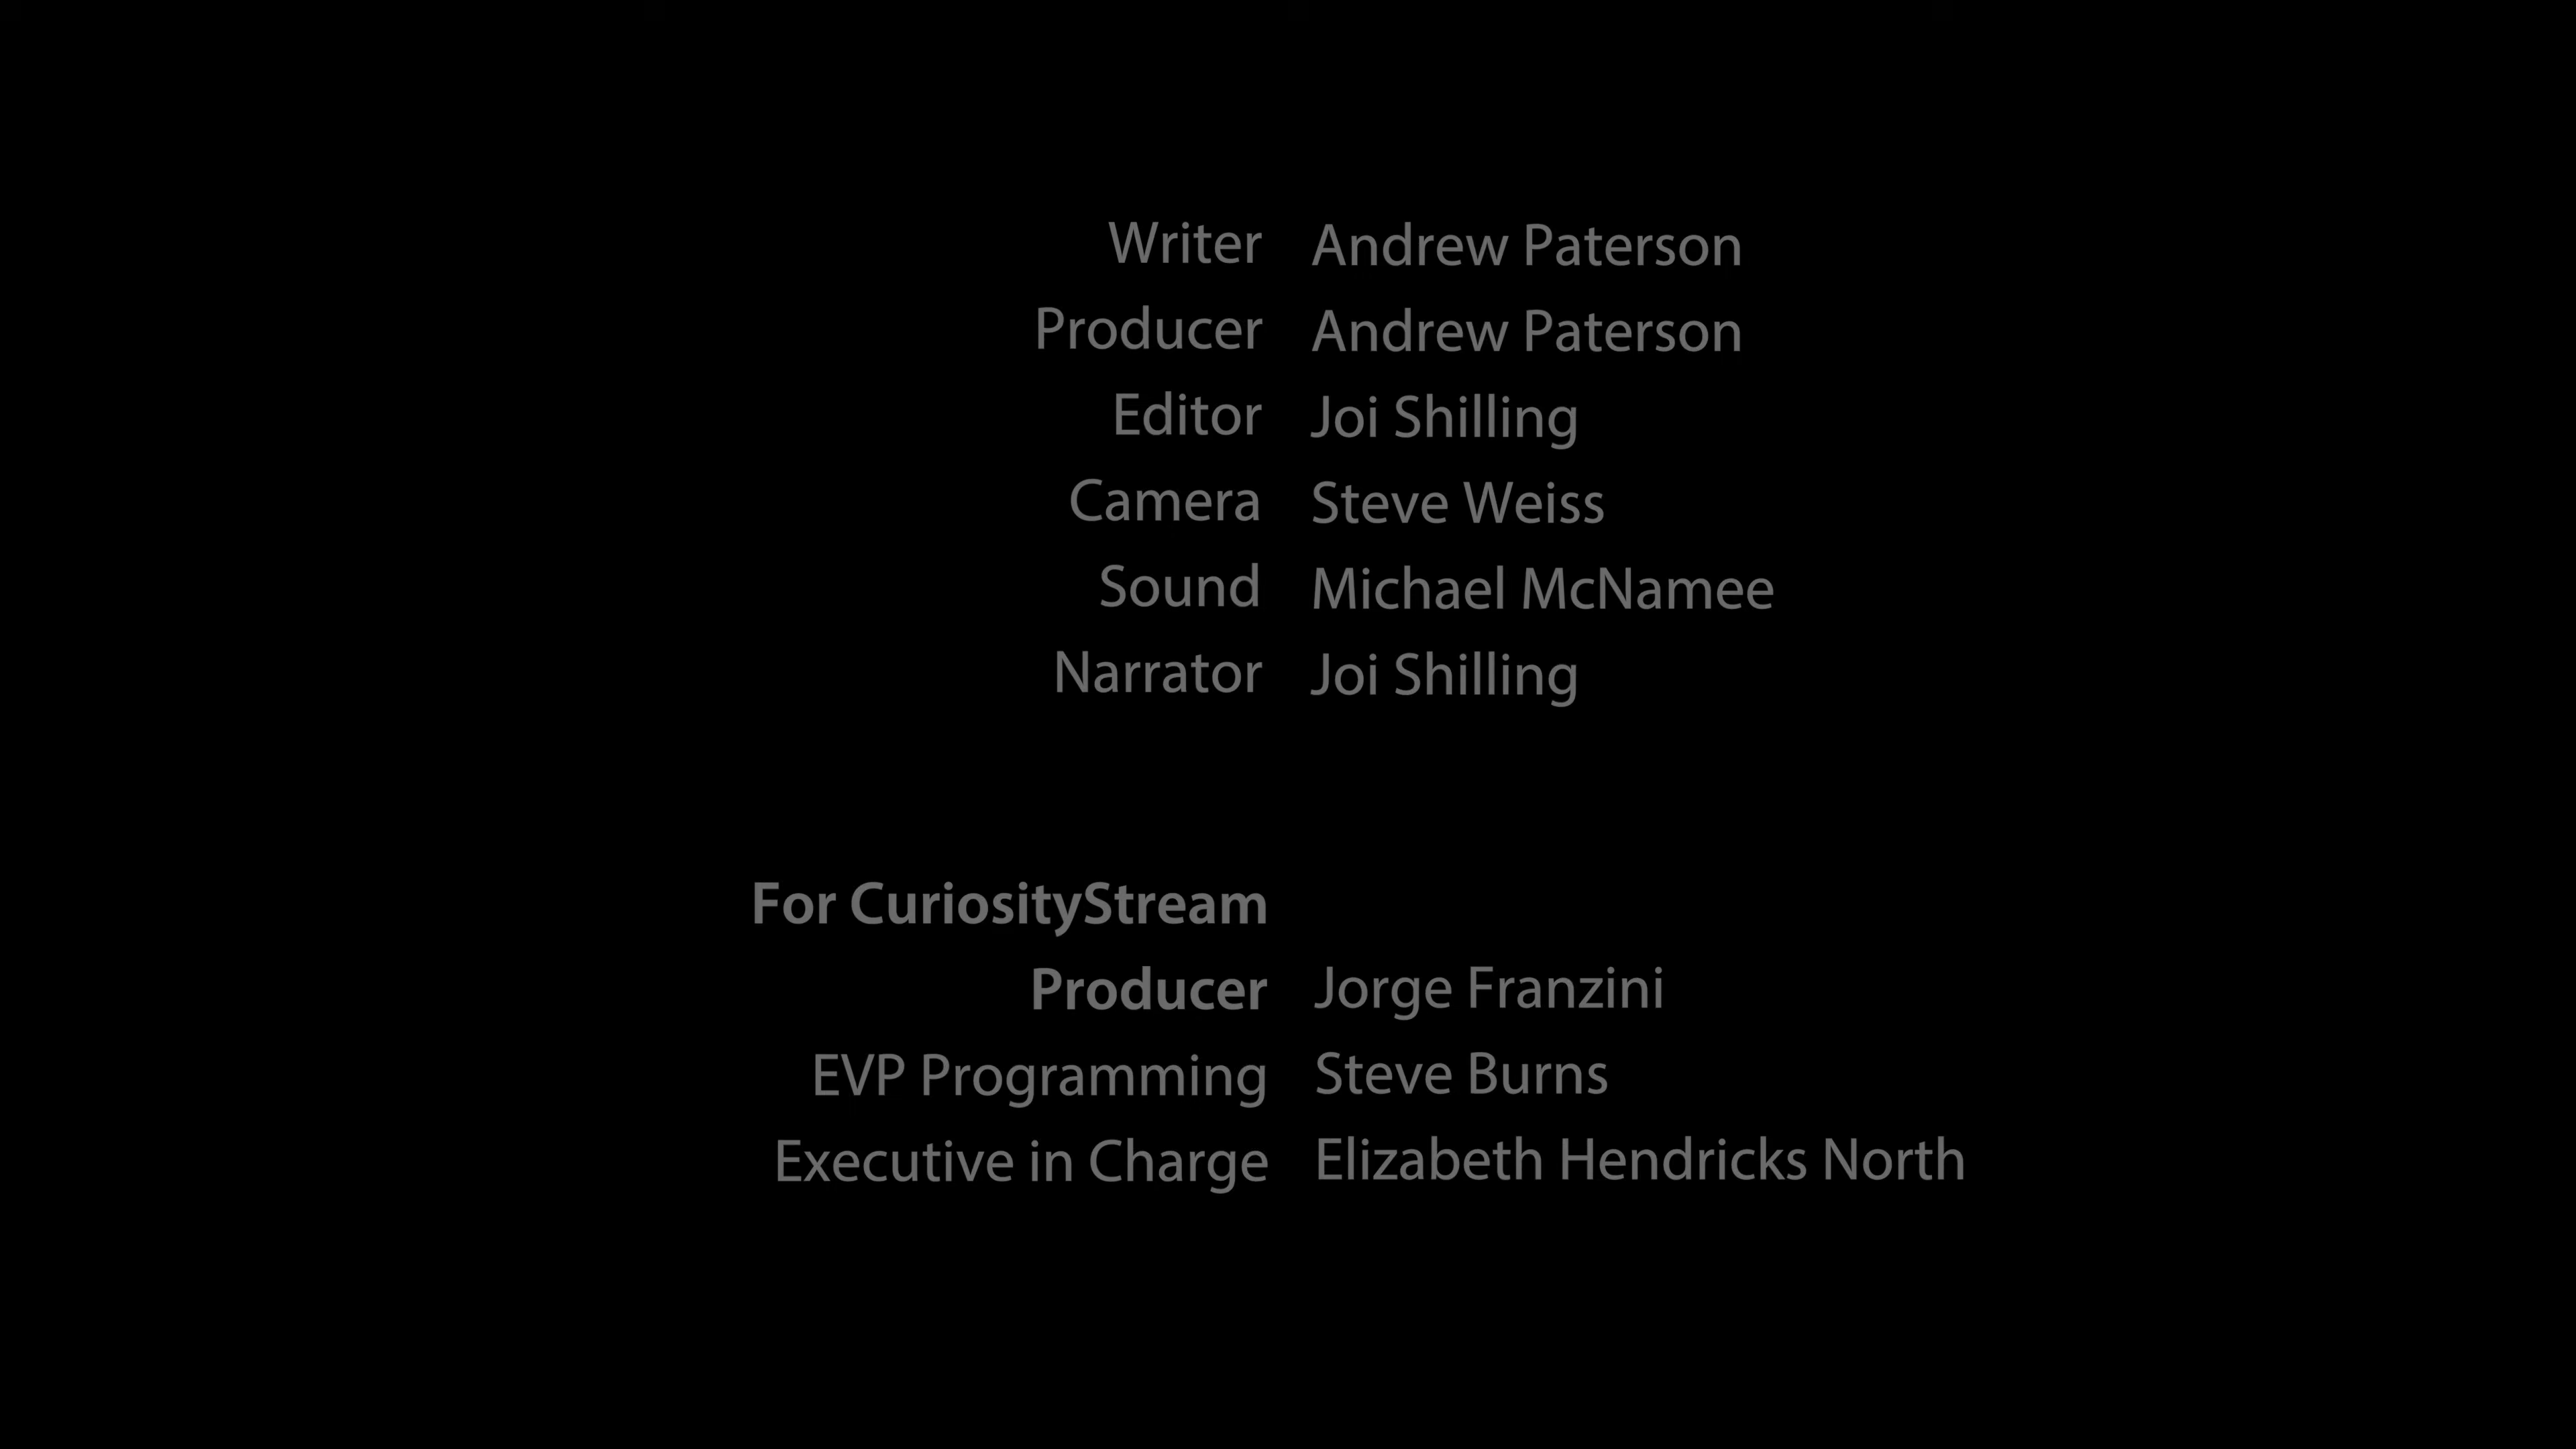 Writer Andrew Paterson
Producer Andrew Paterson
Editor Joi Shilling
Camera Steve Weiss
Sound Michael McNamee
Narrator Joi Shilling
For CuriosityStream
Producer Jorge Franzini
EVP Programming Steve Burns
Executive in Charge Elizabeth Hendricks North